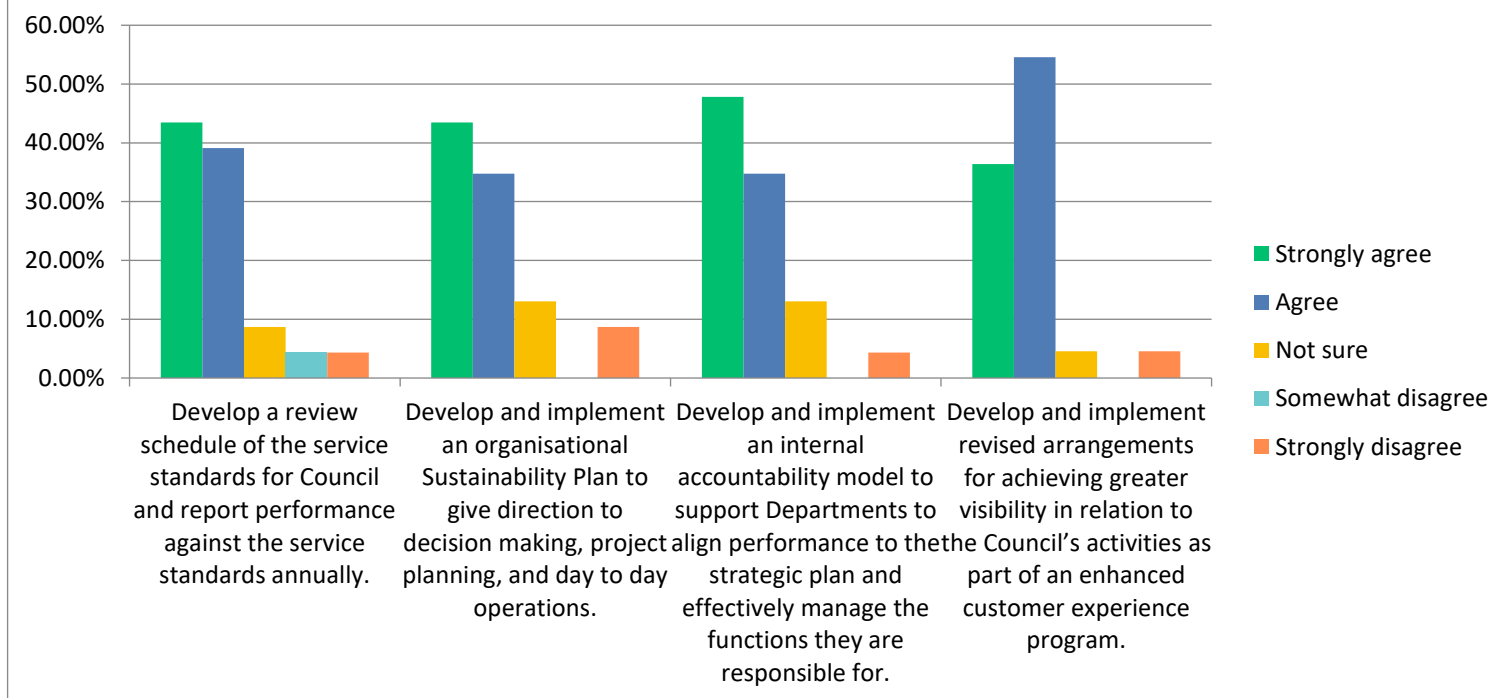 60.00%
50.00%
40.00%
30.00%
20.00%
10.00%
0.00%
Develop a review
schedule of the service
standards for Council
and report performance
against the service
standards annually.
Develop and implement
an organisational
Sustainability Plan to
give direction to
decision making, project
planning, and day to day
operations.
Develop and implement
an internal
accountability model to
support Departments to
align performance to the
strategic plan and
effectively manage the
functions they are
responsible for.
Develop and implement
revised arrangements
for achieving greater
visibility in relation to
the Council’s activities as
part of an enhanced
customer experience
program.
Strongly agree
Agree
Not sure
Somewhat disagree
Strongly disagree